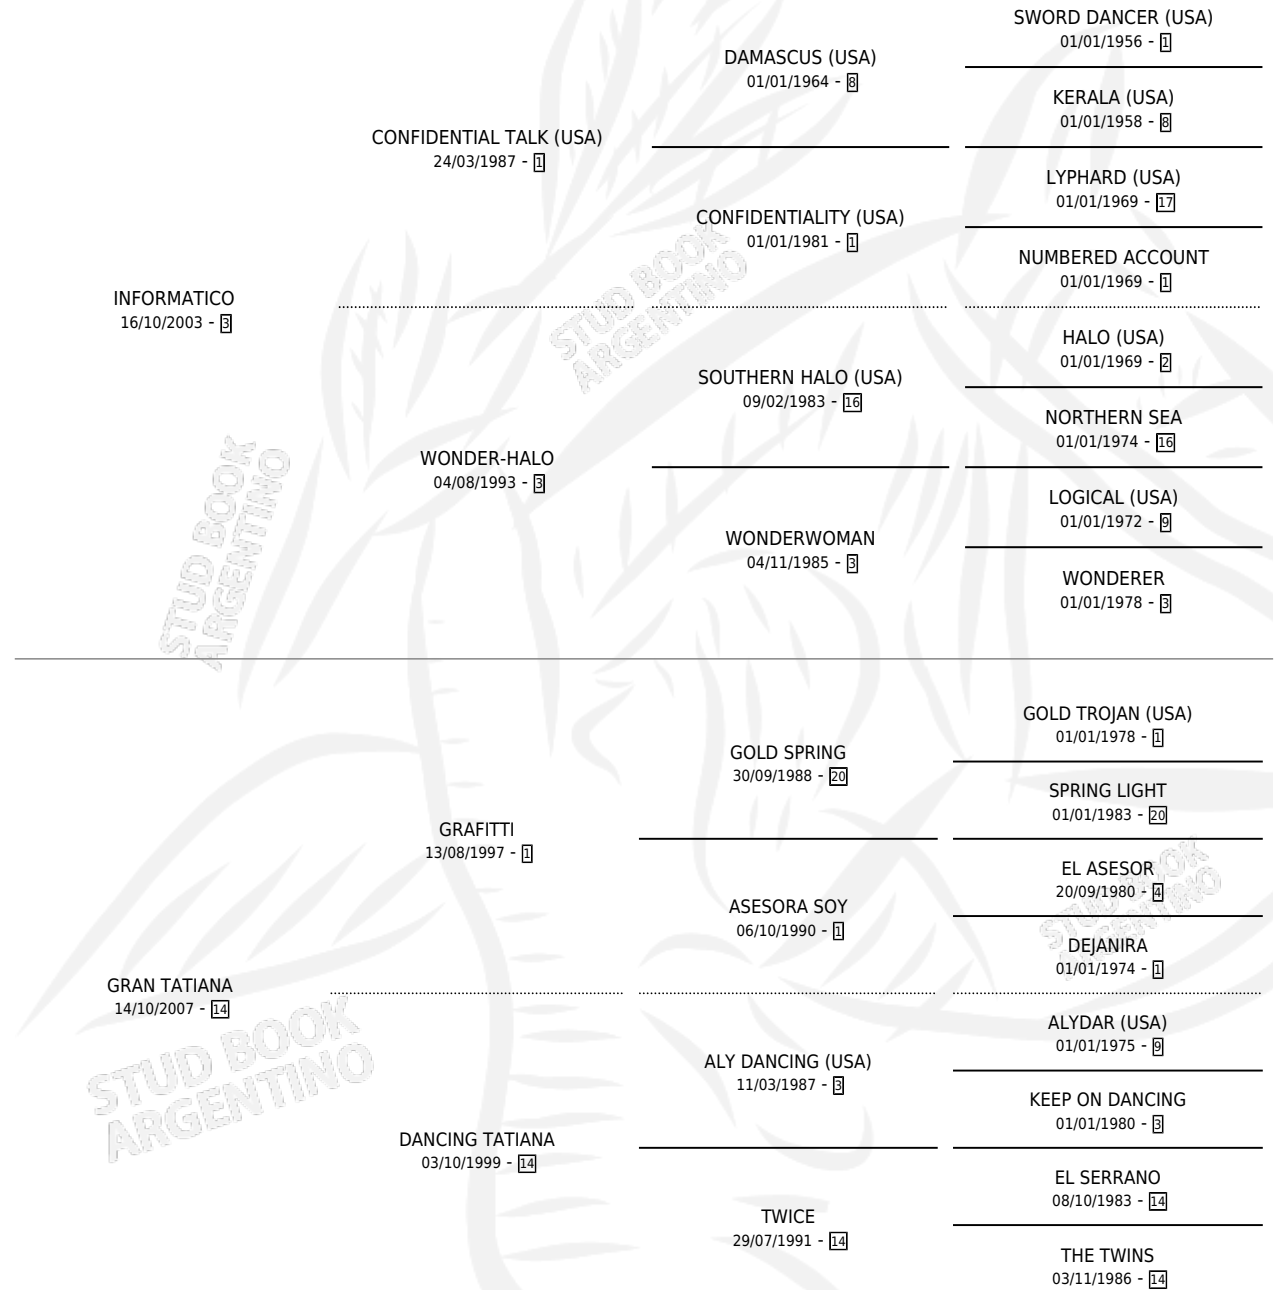 SWORD DANCER (USA)
01/01/1956 - 1
DAMASCUS (USA)
01/01/1964 - 8
KERALA (USA)
01/01/1958 - 8
CONFIDENTIAL TALK (USA)
24/03/1987 - 1
LYPHARD (USA)
01/01/1969 - 17
CONFIDENTIALITY (USA)
01/01/1981 - 1
NUMBERED ACCOUNT
01/01/1969 - 1
INFORMATICO
16/10/2003 - 3
HALO (USA)
01/01/1969 - 2
SOUTHERN HALO (USA)
09/02/1983 - 16
NORTHERN SEA
01/01/1974 - 16
WONDER-HALO
04/08/1993 - 3
LOGICAL (USA)
01/01/1972 - 9
WONDERWOMAN
04/11/1985 - 3
WONDERER
01/01/1978 - 3
STUD BOOK
ARGENTINO
STUD BOOK
ARGENTINO
GOLD TROJAN (USA)
01/01/1978 - 1
GOLD SPRING
30/09/1988 - 20
SPRING LIGHT
01/01/1983 - 20
GRAFITTI
13/08/1997 - 1
EL ASESOR
20/09/1980 - 4
ASESORA SOY
06/10/1990 - 1
DEJANIRA
01/01/1974 - 1
GRAN TATIANA
14/10/2007 - 14
ALYDAR (USA)
01/01/1975 - 9
ALY DANCING (USA)
11/03/1987 - 3
KEEP ON DANCING
01/01/1980 - 3
DANCING TATIANA
03/10/1999 - 14
EL SERRANO
08/10/1983 - 14
TWICE
29/07/1991 - 14
THE TWINS
03/11/1986 - 14
STUD BOOK
ARGENTINO
STUD BOOK
ARGENTINO